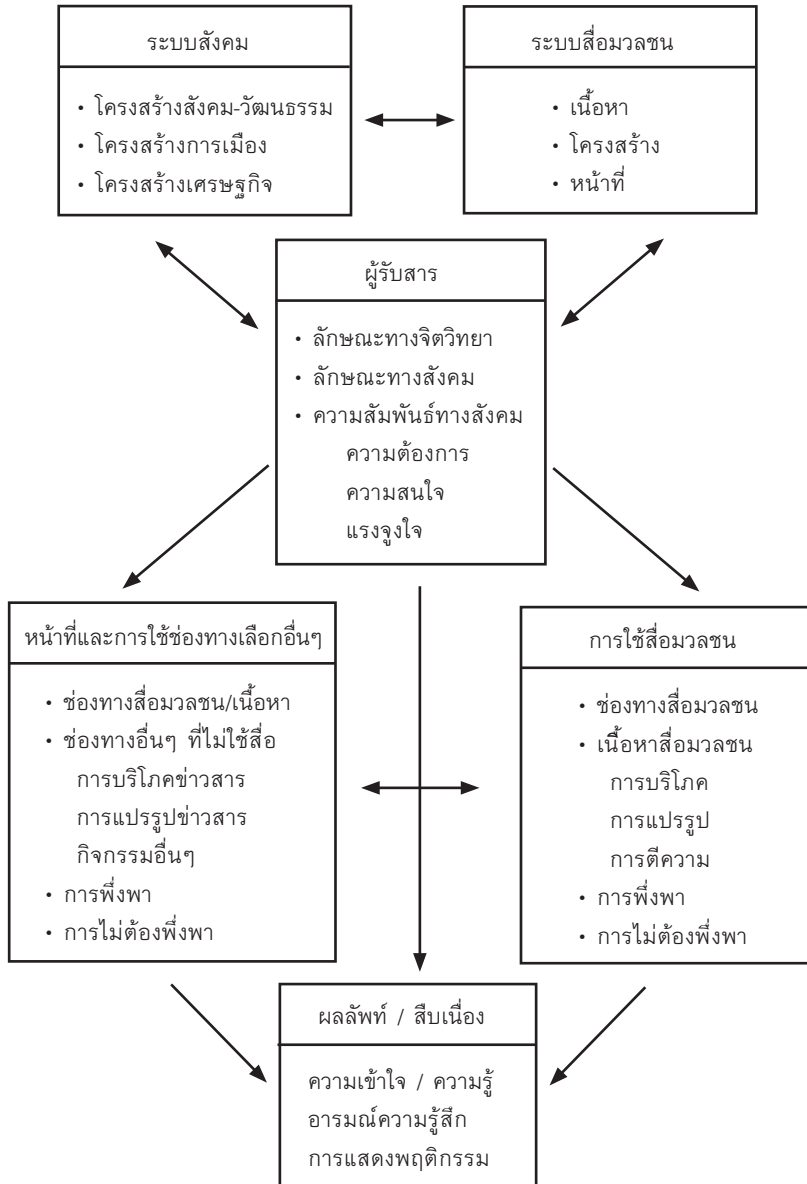 ระบบสังคม
• โครงสร้างสังคม-วัฒนธรรม
• โครงสร้างการเมือง
• โครงสร้างเศรษฐกิจ
ระบบสื่อมวลชน
• เนื้อหา
• โครงสร้าง
• หน้าที่
ผู้รับสาร
• ลักษณะทางจิตวิทยา
• ลักษณะทางสังคม
• ความสัมพันธ์ทางสังคม
ความต้องการ
ความสนใจ
แรงจูงใจ
หน้าที่และการใช้ช่องทางเลือกอื่นๆ
• ช่องทางสื่อมวลชน/เนื้อหา
• ช่องทางอื่นๆ ที่ไม่ใช้สื่อ
การบริโภคข่าวสาร
การแปรรูปข่าวสาร
กิจกรรมอื่นๆ
• การพึ่งพา
• การไม่ต้องพึ่งพา
การใช้สื่อมวลชน
• ช่องทางสื่อมวลชน
• เนื้อหาสื่อมวลชน
การบริโภค
การแปรรูป
การตีความ
• การพึ่งพา
• การไม่ต้องพึ่งพา
ผลลัพท์ / สืบเนื่อง
ความเข้าใจ / ความรู้
อารมณ์ความรู้สึก
การแสดงพฤติกรรม